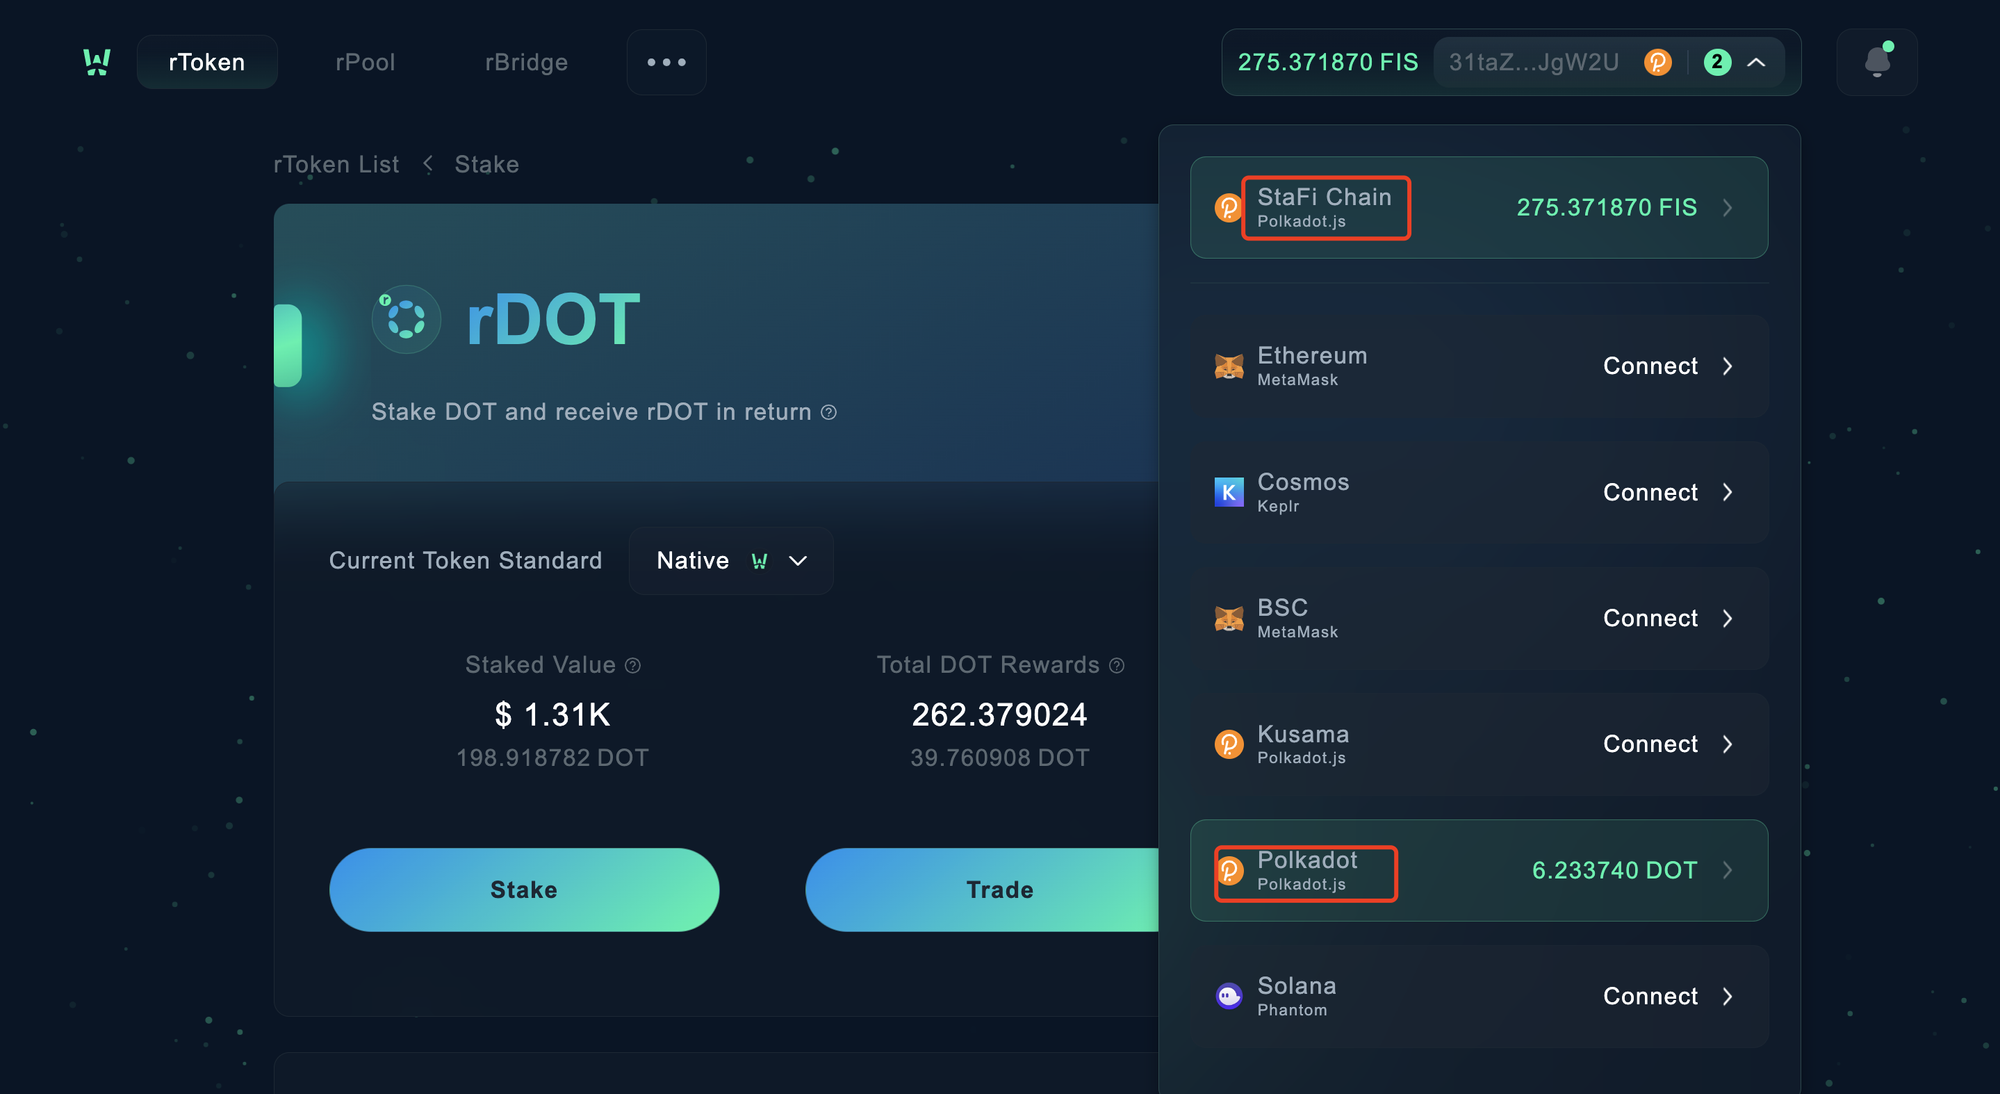 rToken
rPool
rBridge
275.371870 FIS
31taZ...JgW2U
2
rToken List
Stake
rDOT
Stake DOT and receive rDOT in return
Current Token Standard
Native
Staked Value
$ 1.31K
198.918782 DOT
Total DOT Rewards
262.379024
39.760908 DOT
Stake
Trade
StaFi Chain
Polkadot.js
275.371870 FIS
Ethereum
MetaMask
Connect
Cosmos
Keplr
Connect
BSC
MetaMask
Connect
Kusama
Polkadot.js
Connect
Polkadot
Polkadot.js
6.233740 DOT
Solana
Phantom
Connect